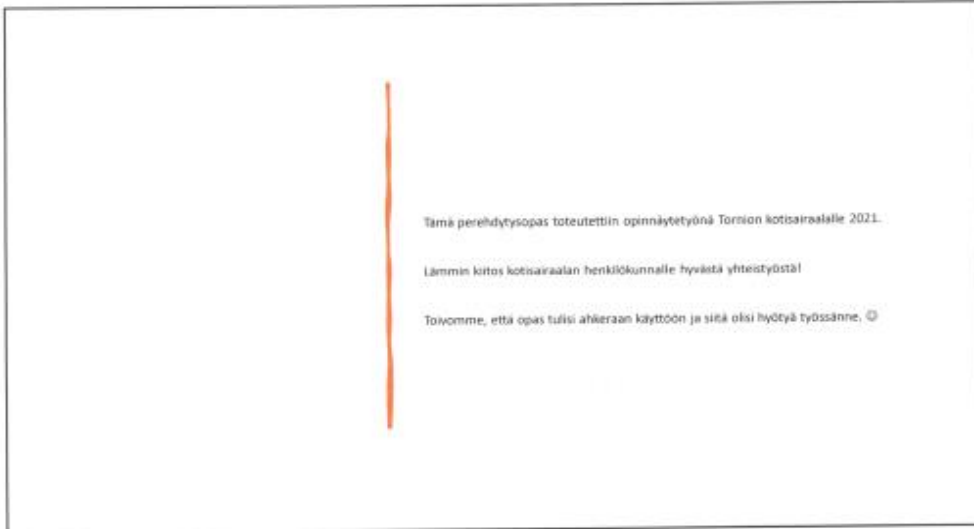 Tämä perehdytysopas toteutettiin opinnäytetyönä Tornion kotisairaalalle 2021.
Lämmin kiitos kotisairaalan henkilökunnalle hyvästä yhteistyöstä!
Toivomme, että opas tulisi ahkeraan käyttöön ja siitä olisi hyötyä työssänne. ☺